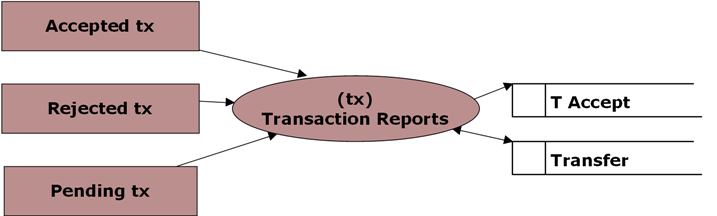 Accepted tx
Rejected tx
Pending tx
(tx)
Transaction Reports
T Accept
Transfer